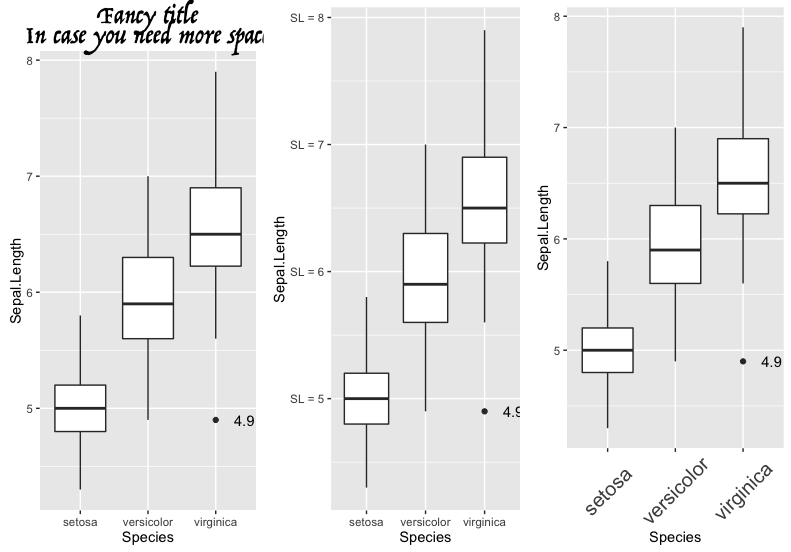 Fancy title
In case you need more spac
8
7
6
5
Sepal.Length
4.9
setosa versicolor virginica
Species
SL = 8
SL = 7
SL = 6
SL = 5
Sepal.Length
4.9
setosa versicolor virginica
Species
8
7
6
5
Sepal.Length
4.9
setosa versicolor virginica
Species